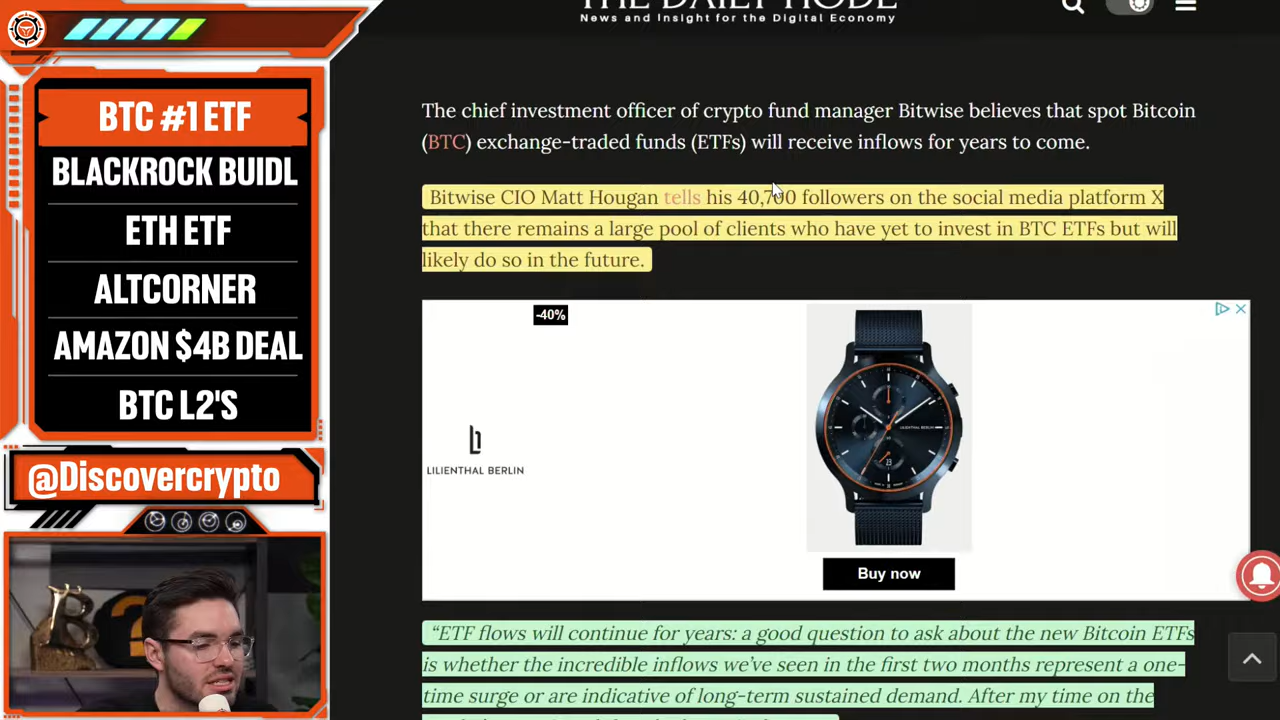 BTC #1 ETF
BLACKROCK BUIDL
ETH ETF
ALTCORNER
AMAZON $4B DEAL
BTC L2'S
@Discovercrypto
THE DAILY HODL
News and Insight for the Digital Economy
The chief investment officer of crypto fund manager Bitwise believes that spot Bitcoin
(BTC) exchange-traded funds (ETFs) will receive inflows for years to come.
Bitwise CIO Matt Hougan tells his 40,700 followers on the social media platform X
that there remains a large pool of clients who have yet to invest in BTC ETFs but will
likely do so in the future.
-40%
LILIENTHAL BERLIN
LILIENTHAL BERLIN
23
Buy now
“ETF flows will continue for years: a good question to ask about the new Bitcoin ETFs
is whether the incredible inflows we’ve seen in the first two months represent a one-
time surge or are indicative of long-term sustained demand. After my time on the